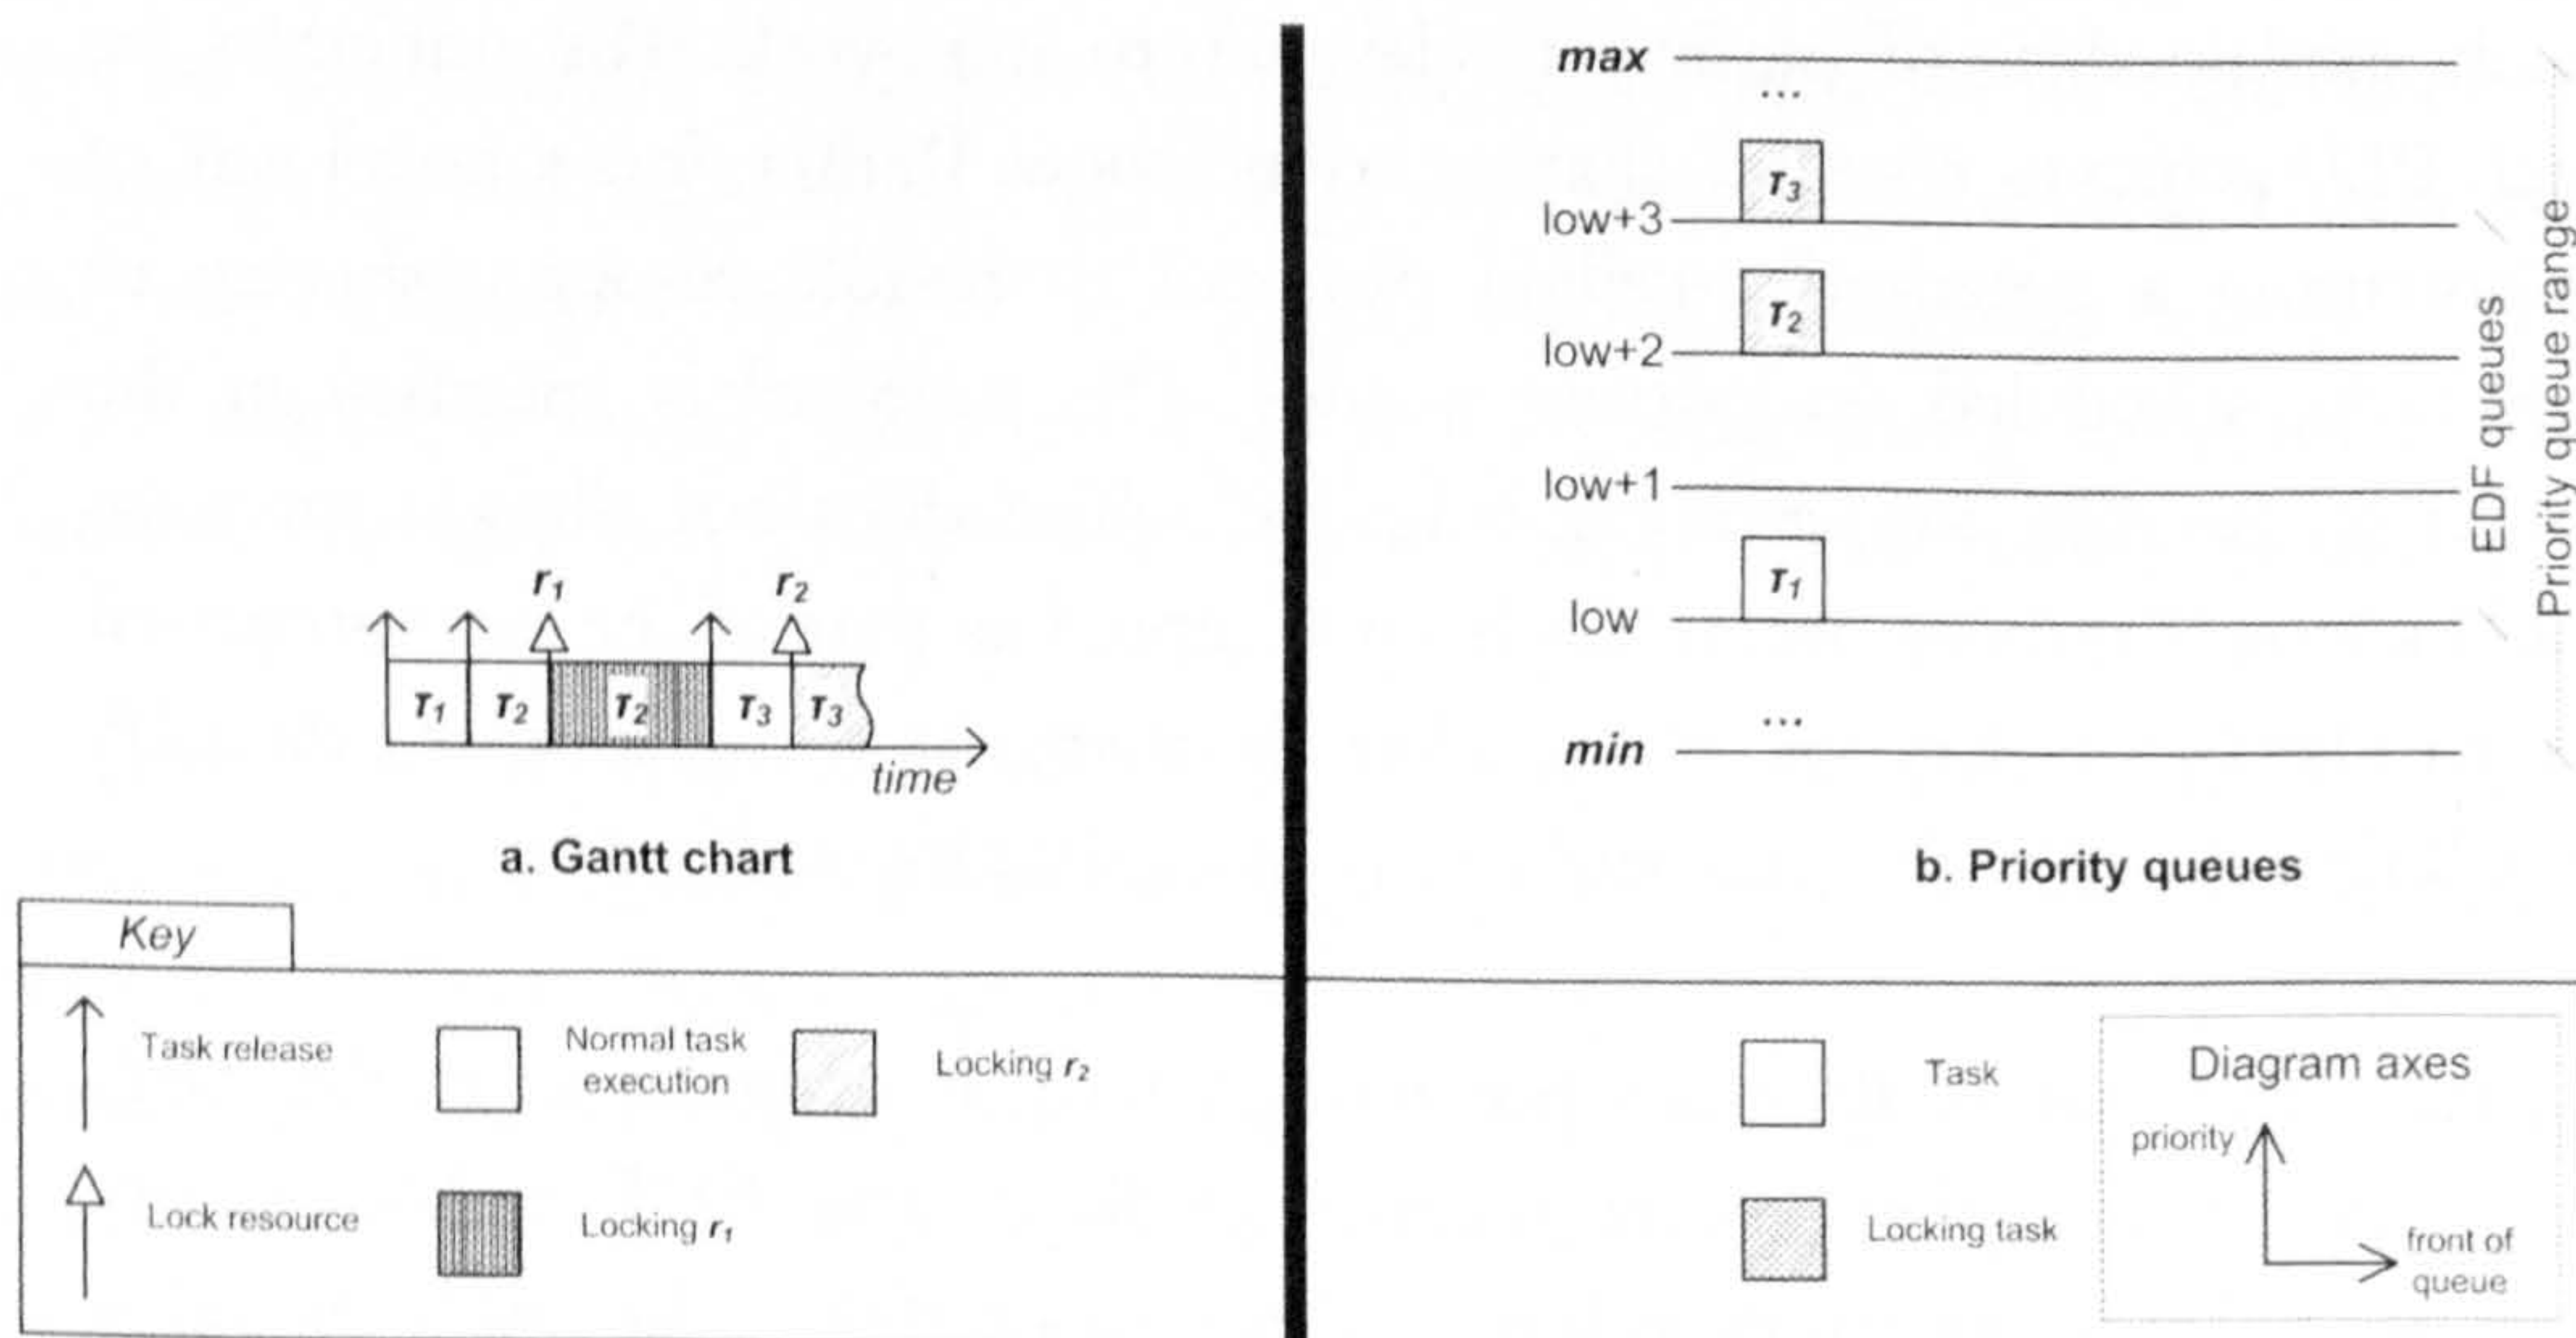 r1
r2
τ1
τ2
τ2
τ3
τ3
time
a. Gantt chart
max
...
τ3
low+3
τ2
low+2
low+1
τ1
low
...
min
EDF queues
Priority queue range
b. Priority queues
Key
Task release
Normal task
execution
Locking r2
Lock resource
Locking r1
Task
Locking task
Diagram axes
priority
front of
queue